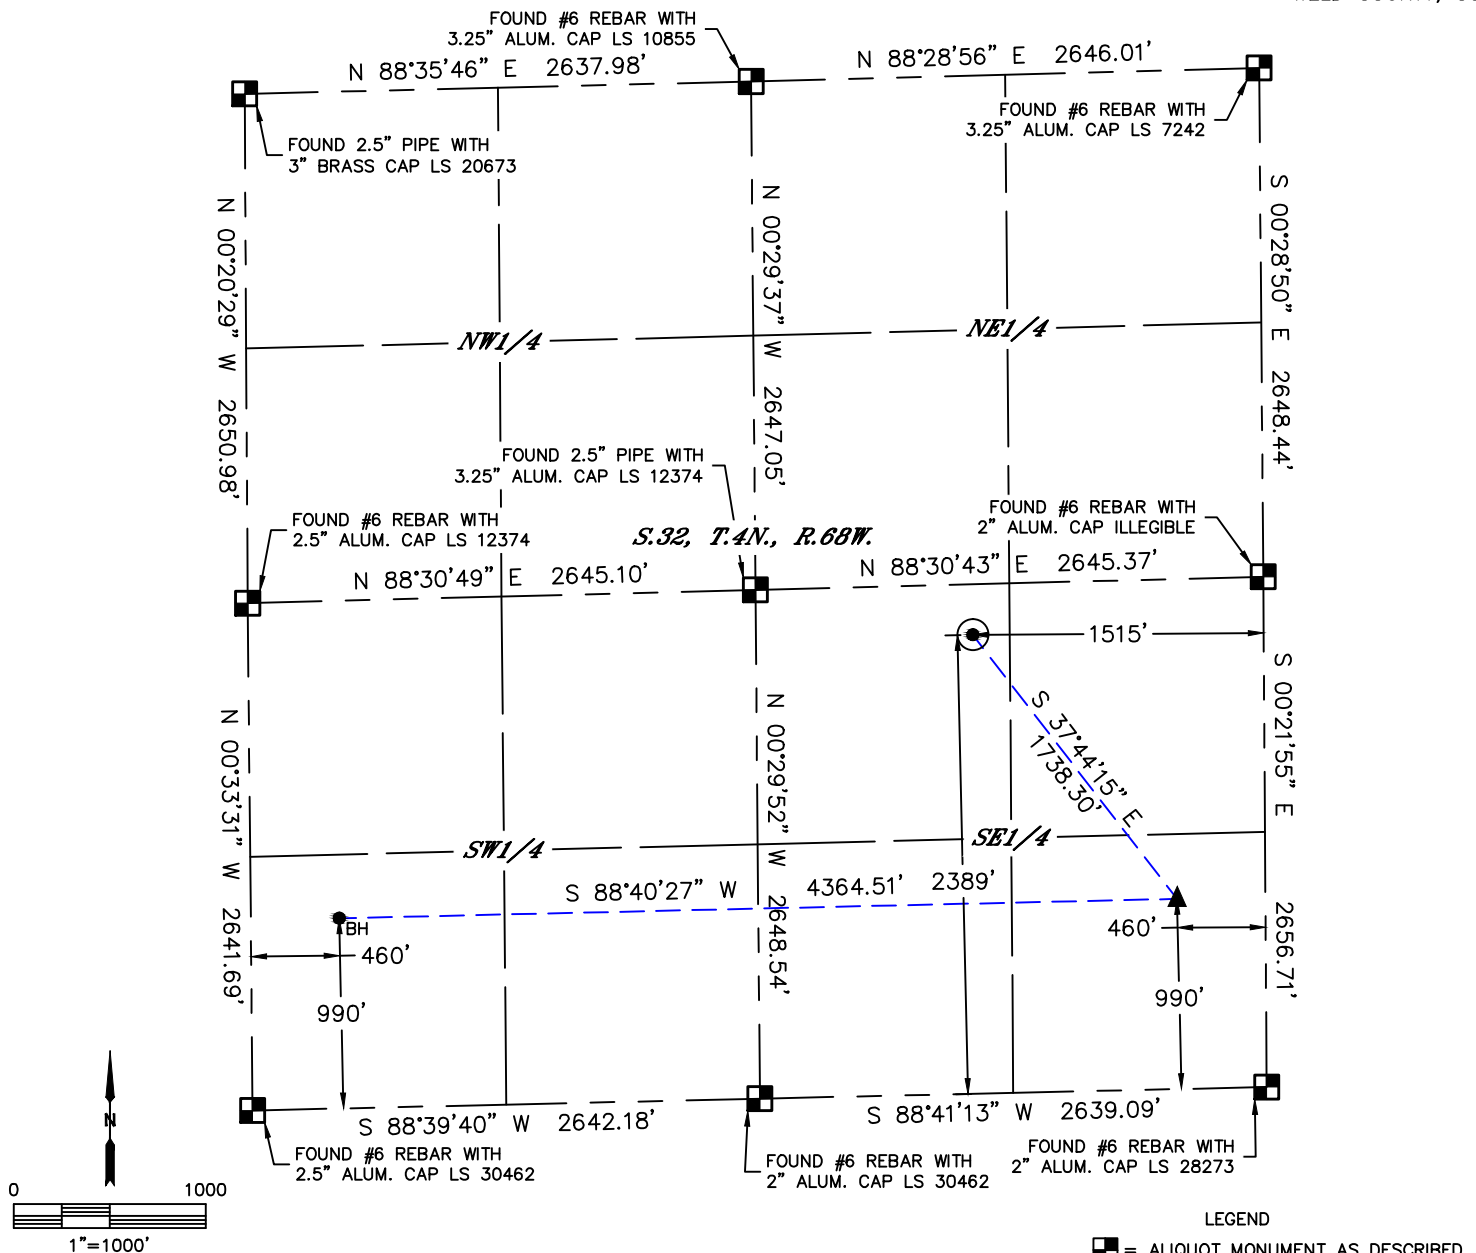 FOUND #6 REBAR WITH
3.25" ALUM. CAP LS 10855
N 88°35'46" E 2637.98'
N 88°28'56" E 2646.01'
FOUND #6 REBAR WITH
3.25" ALUM. CAP LS 7242
FOUND 2.5" PIPE WITH
3" BRASS CAP LS 20673
N 00°20'29" W 2650.98'
N 00°29'37" W 2647.05'
S 00°28'50" E 2648.44'
NW1/4
NE1/4
FOUND 2.5" PIPE WITH
3.25" ALUM. CAP LS 12374
FOUND #6 REBAR WITH
2.5" ALUM. CAP LS 12374
S.32, T.4N., R.68W.
FOUND #6 REBAR WITH
2" ALUM. CAP ILLEGIBLE
N 88°30'49" E 2645.10'
N 88°30'43" E 2645.37'
1515'
N 00°33'31" W 2641.69'
N 00°29'52" W 2648.54'
S 37°44'15" E
1738.30'
S 00°21'55" E 2656.71'
SW1/4
SE1/4
S 88°40'27" W 4364.51'
2389'
BH
460'
460'
990'
990'
S 88°39'40" W 2642.18'
S 88°41'13" W 2639.09'
FOUND #6 REBAR WITH
2.5" ALUM. CAP LS 30462
FOUND #6 REBAR WITH
2" ALUM. CAP LS 30462
FOUND #6 REBAR WITH
2" ALUM. CAP LS 28273
N
0 1000
1"=1000'
LEGEND
= ALIQUOT MONUMENT AS DESCRIBED